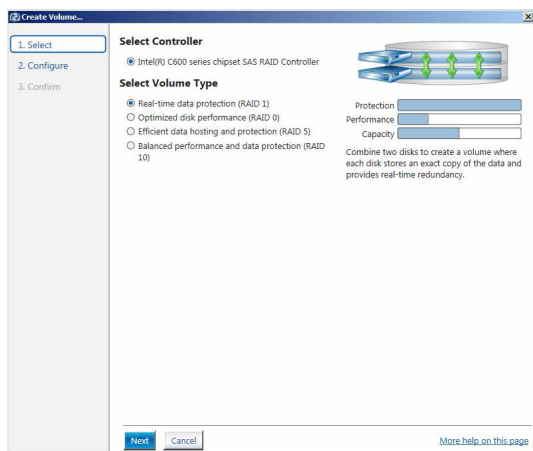 Create Volume...
1. Select
2. Configure
3. Confirm
Select Controller
Intel(R) C600 series chipset SAS RAID Controller
Select Volume Type
Real-time data protection (RAID 1)
Optimized disk performance (RAID 0)
Efficient data hosting and protection (RAID 5)
Balanced performance and data protection (RAID
10)
Protection
Performance
Capacity
Combine two disks to create a volume where
each disk stores an exact copy of the data and
provides real-time redundancy.
Next
Cancel
More help on this page